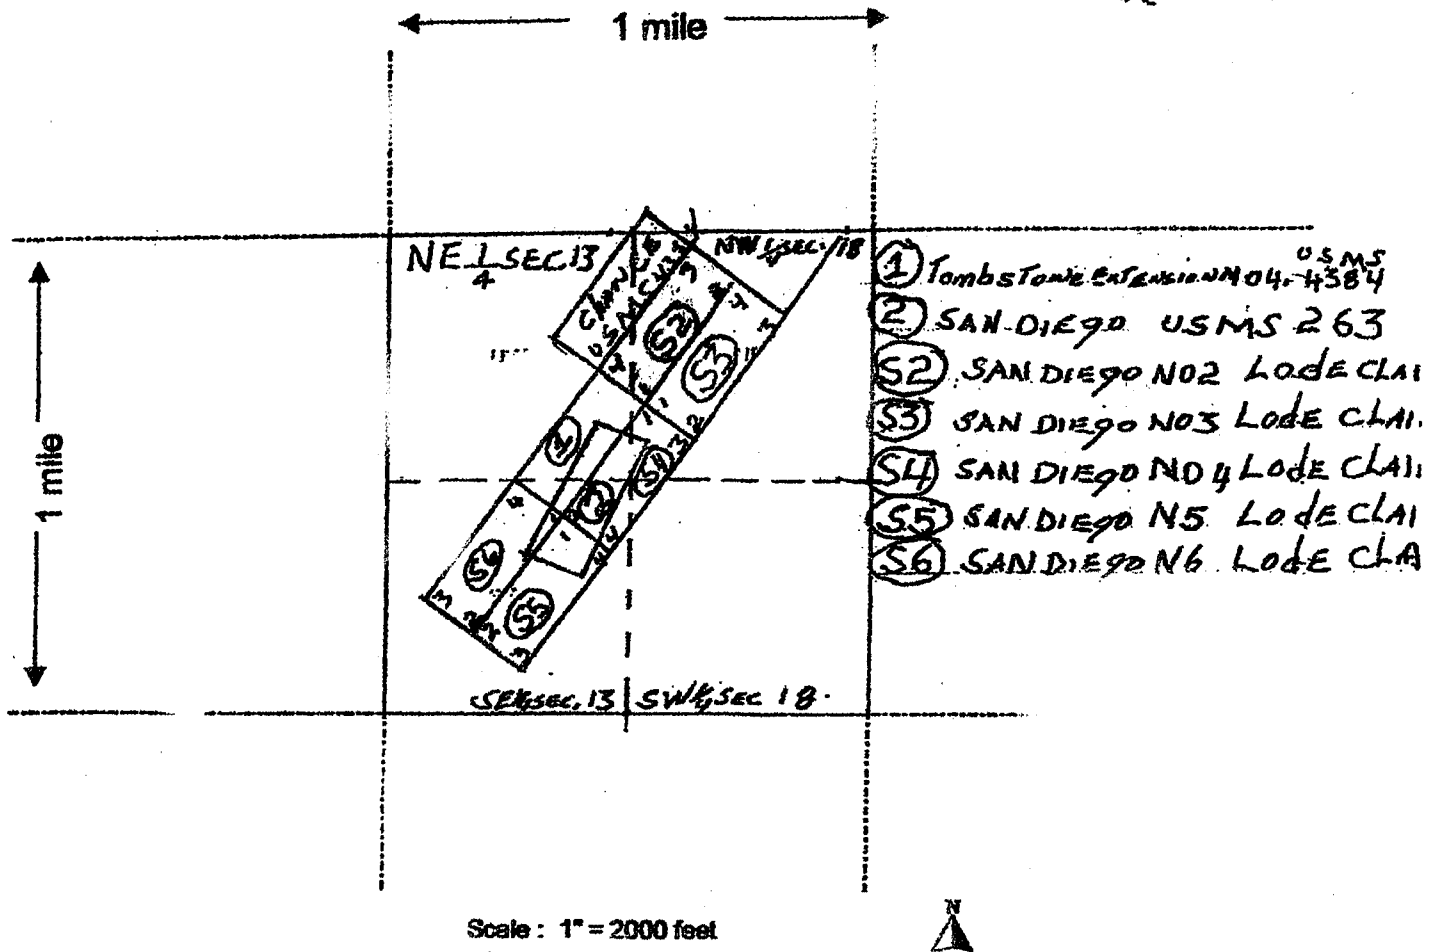 1 mile
NE 1/4 SEC 13
NW 1/4 SEC. 18
CHANCE
USMS
1 TombsTone extension NO 4. USMS 4384
2 SAN DIEGO USMS 263
S2 SAN DIEGO NO2 LodE CLAI
S3 SAN DIEGO NO3 LodE CLAI.
S4 SAN DIEGO NO 4 LodE CLAI
S5 SAN DIEGO N5 LodE CLAI
S6 SAN DIEGO N6 LodE CLA
1 mile
S2
S3
1
S4
2
S6
S5
SE 1/4 SEC. 13
SW 1/4 SEC 18.
Scale : 1" = 2000 feet
N